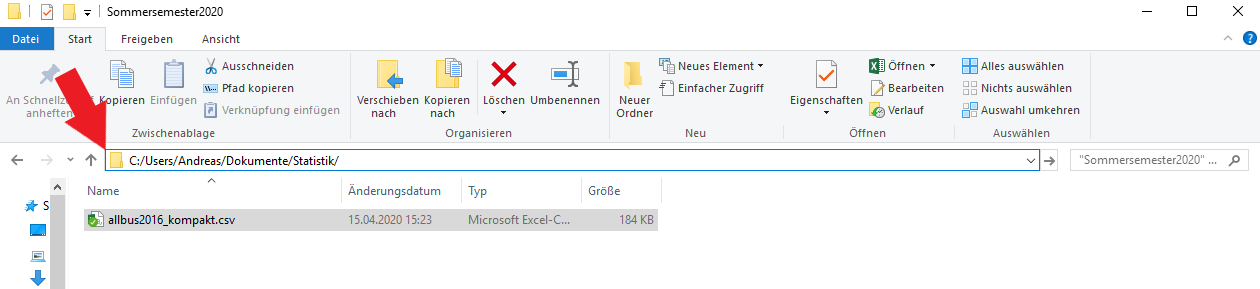 Sommersemester2020
Datei Start Freigeben Ansicht
An Schnellz anheften
Kopieren
Einfügen
Ausschneiden
Pfad kopieren
Verknüpfung einfügen
Zwischenablage
Verschieben nach
Kopieren nach
Löschen
Umbenennen
Organisieren
Neuer Ordner
Neues Element
Einfacher Zugriff
Neu
Eigenschaften
Öffnen
Bearbeiten
Verlauf
Öffnen
Alles auswählen
Nichts auswählen
Auswahl umkehren
Auswählen
C:/Users/Andreas/Dokumente/Statistik/
"Sommersemester2020" ...
Name Änderungsdatum Typ Größe
S
allbus2016_kompakt.csv 15.04.2020 15:23 Microsoft Excel-C... 184 KB